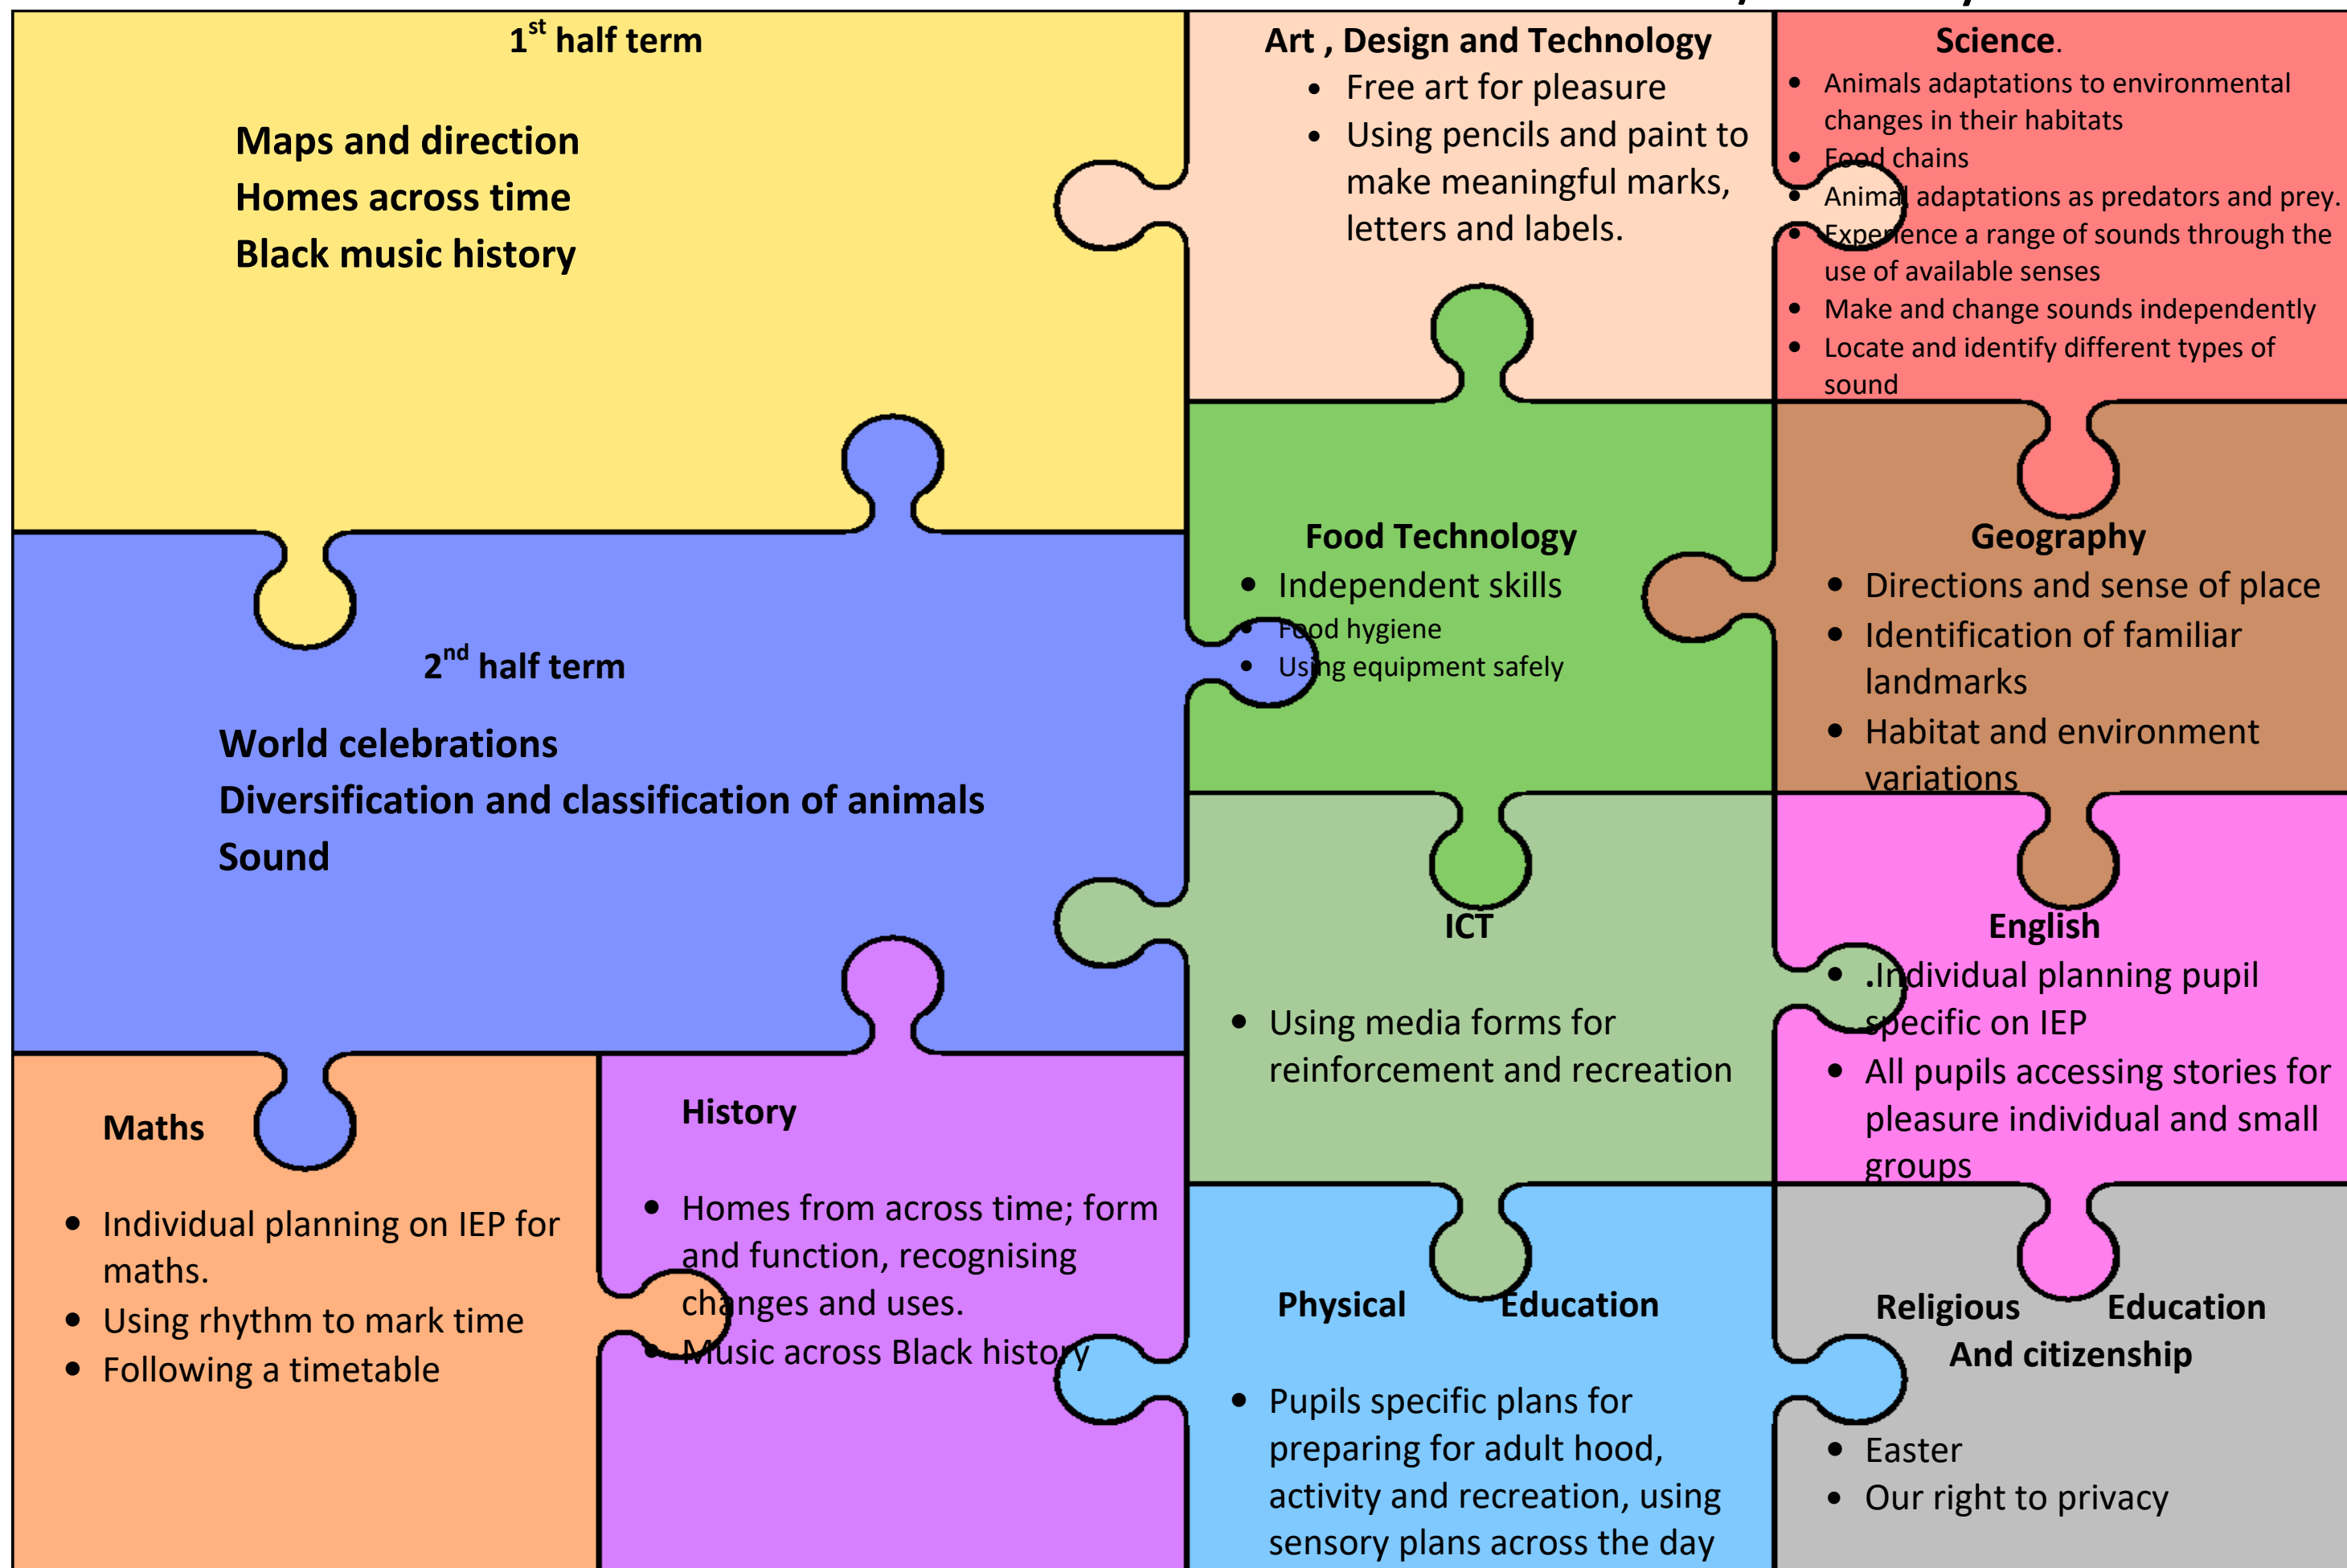 1st half term
Maps and direction
Homes across time
Black music history
Art , Design and Technology
• Free art for pleasure
• Using pencils and paint to
make meaningful marks,
letters and labels.
Science.
• Animals adaptations to environmental
changes in their habitats
• Food chains
• Animal adaptations as predators and prey.
• Experience a range of sounds through the
use of available senses
• Make and change sounds independently
• Locate and identify different types of
sound
2nd half term
World celebrations
Diversification and classification of animals
Sound
Food Technology
• Independent skills
• Food hygiene
• Using equipment safely
Geography
• Directions and sense of place
• Identification of familiar
landmarks
• Habitat and environment
variations
ICT
• Using media forms for
reinforcement and recreation
English
• .Individual planning pupil
specific on IEP
• All pupils accessing stories for
pleasure individual and small
groups
Maths
• Individual planning on IEP for
maths.
• Using rhythm to mark time
• Following a timetable
History
• Homes from across time; form
and function, recognising
changes and uses.
• Music across Black history
Physical Education
• Pupils specific plans for
preparing for adult hood,
activity and recreation, using
sensory plans across the day
Religious Education
And citizenship
• Easter
• Our right to privacy